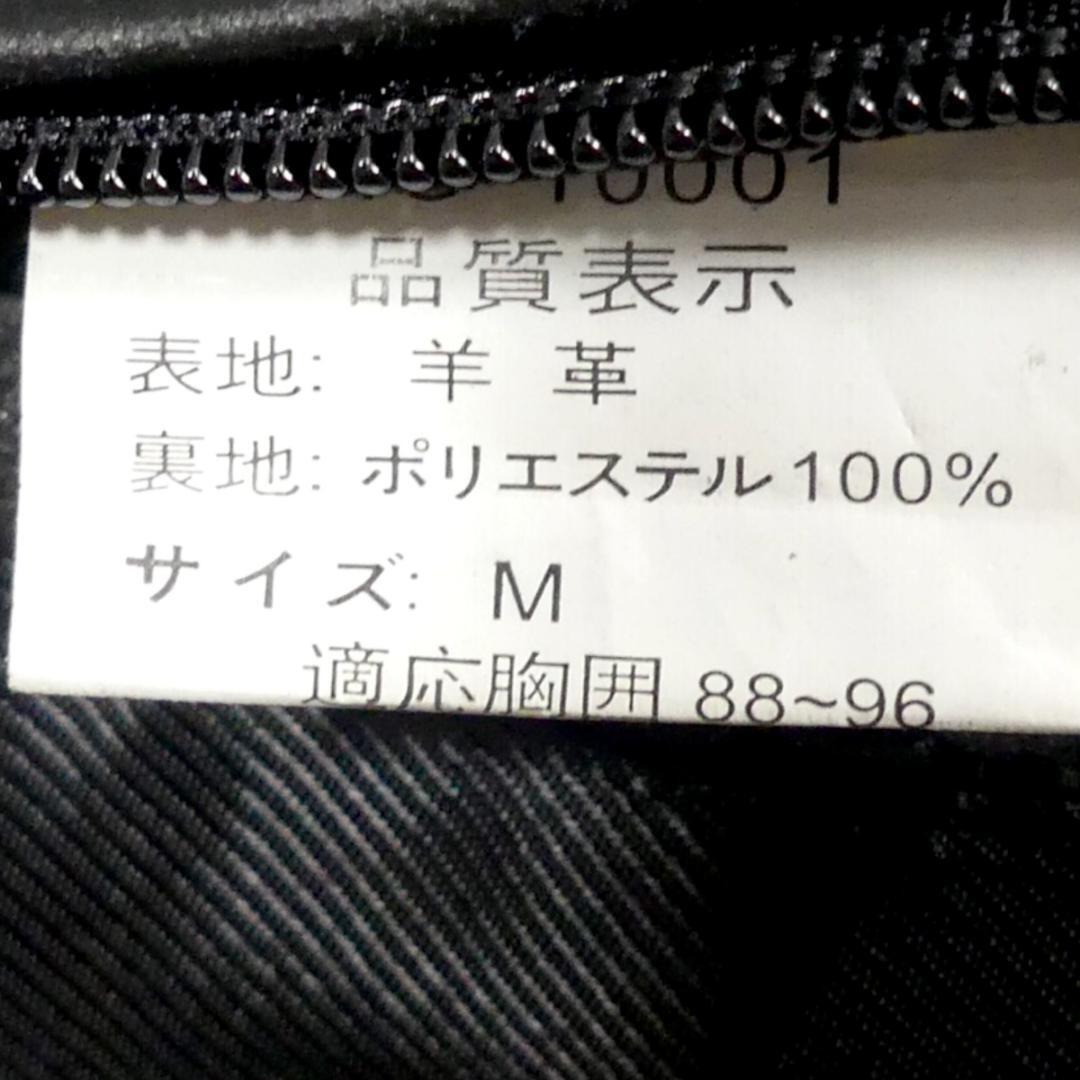 10001
品質表示
表地: 羊 革
裏地: ポリエステル100%
サイズ: M
適応胸囲 88~96